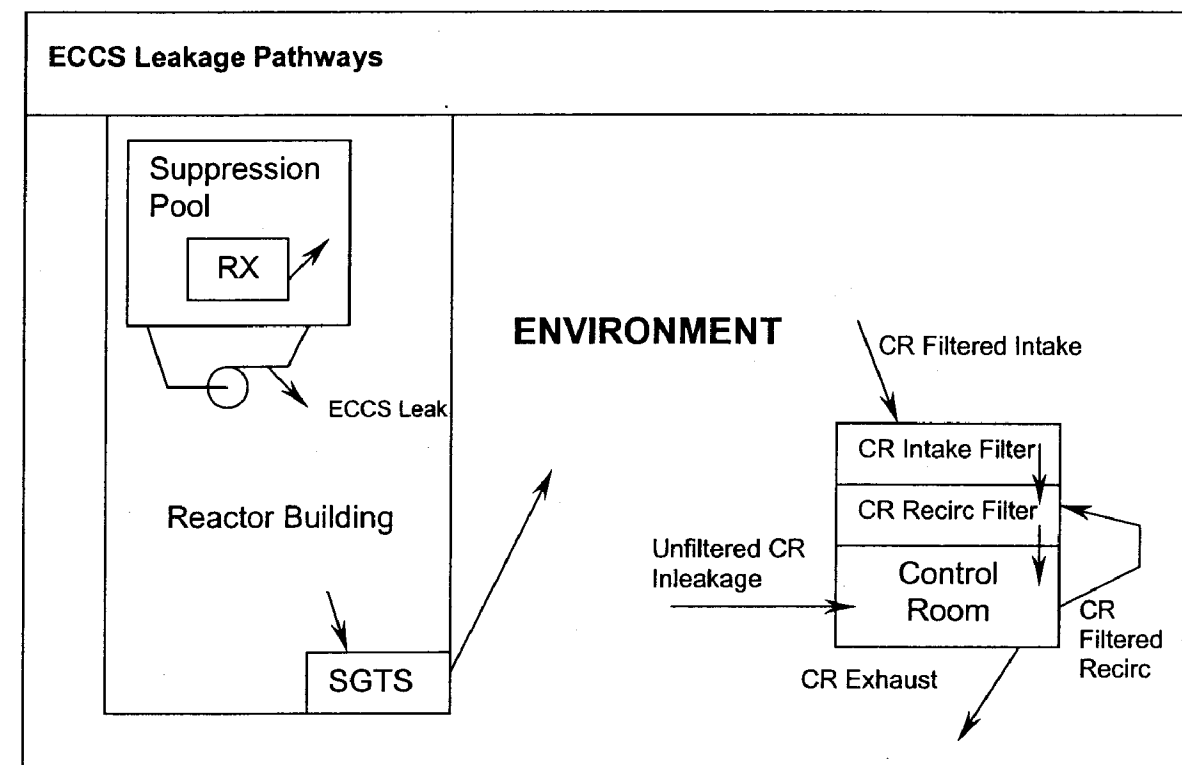 ECCS Leakage Pathways
Suppression
Pool
RX
ENVIRONMENT
CR Filtered Intake
ECCS Leak
CR Intake Filter
Reactor Building
CR Recirc Filter
Unfiltered CR
Inleakage
Control
Room
CR
Filtered
Recirc
SGTS
CR Exhaust